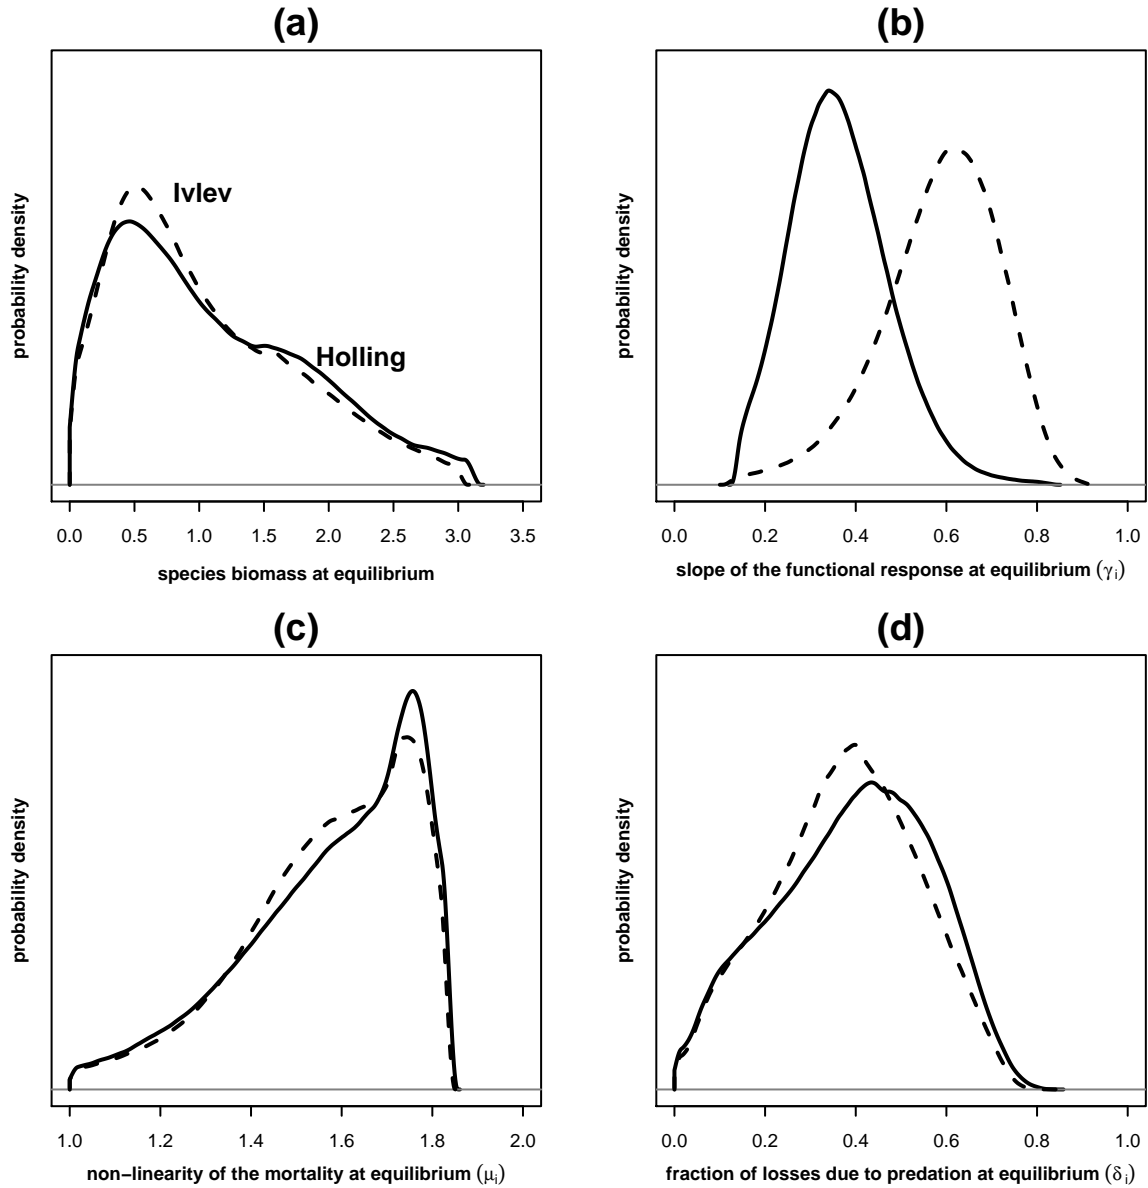 (a)
probability density
Ivlev
Holling
0.0 0.5 1.0 1.5 2.0 2.5 3.0 3.5
species biomass at equilibrium
(b)
probability density
0.0 0.2 0.4 0.6 0.8 1.0
slope of the functional response at equilibrium (γi)
(c)
probability density
1.0 1.2 1.4 1.6 1.8 2.0
non−linearity of the mortality at equilibrium (μi)
(d)
probability density
0.0 0.2 0.4 0.6 0.8 1.0
fraction of losses due to predation at equilibrium (δi)